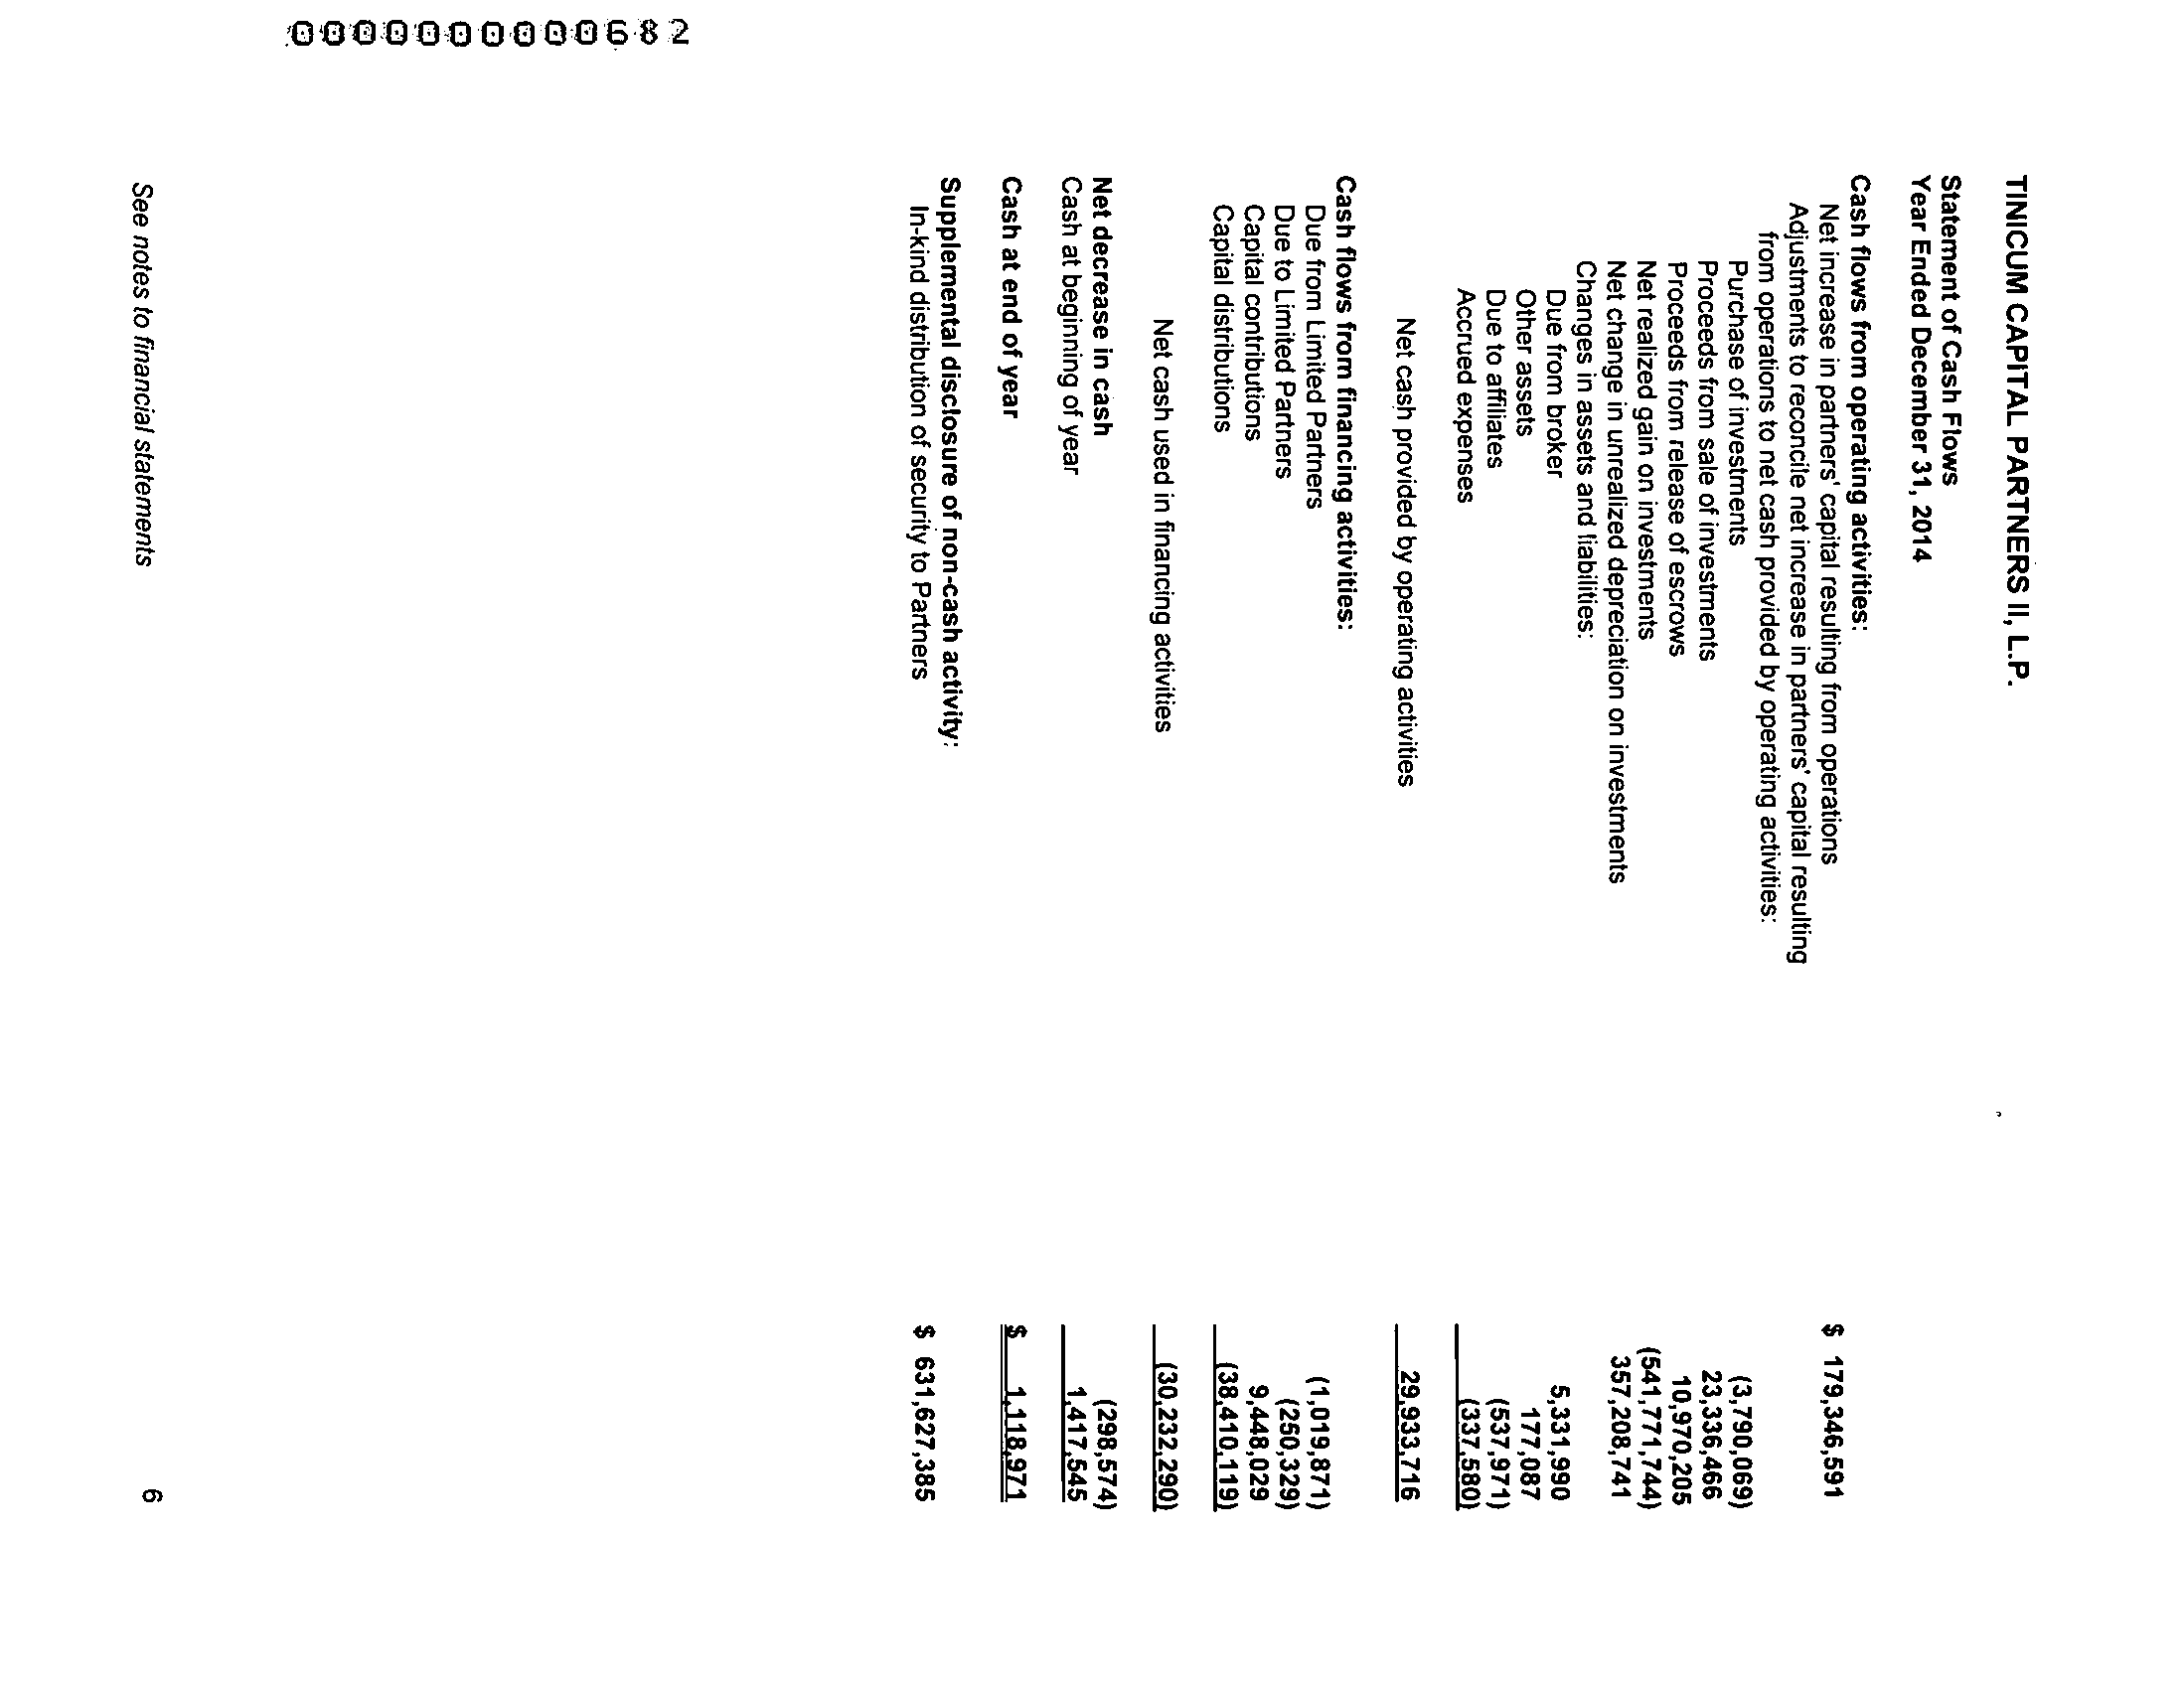 TINICUM CAPITAL PARTNERS II, L.P.
Statement of Cash Flows
Year Ended December 31, 2014
Cash flows from operating activities:
Net increase in partners' capital resulting from operations $ 179,346,591
Adjustments to reconcile net increase in partners' capital resulting
from operations to net cash provided by operating activities:
Purchase of investments (3,790,069)
Proceeds from sale of investments 23,336,466
Proceeds from release of escrows 10,970,205
Net realized gain on investments (541,771,744)
Net change in unrealized depreciation on investments 357,208,741
Changes in assets and liabilities:
Due from broker 5,331,990
Other assets 177,087
Due to affiliates (537,971)
Accrued expenses (337,580)
Net cash provided by operating activities 29,933,716
Cash flows from financing activities:
Due from Limited Partners (1,019,871)
Due to Limited Partners (250,329)
Capital contributions 9,448,029
Capital distributions (38,410,119)
Net cash used in financing activities (30,232,290)
Net decrease in cash (298,574)
Cash at beginning of year 1,417,545
Cash at end of year $ 1,118,971
Supplemental disclosure of non-cash activity:
In-kind distribution of security to Partners $ 631,627,385
See notes to financial statements 6
0000000000682